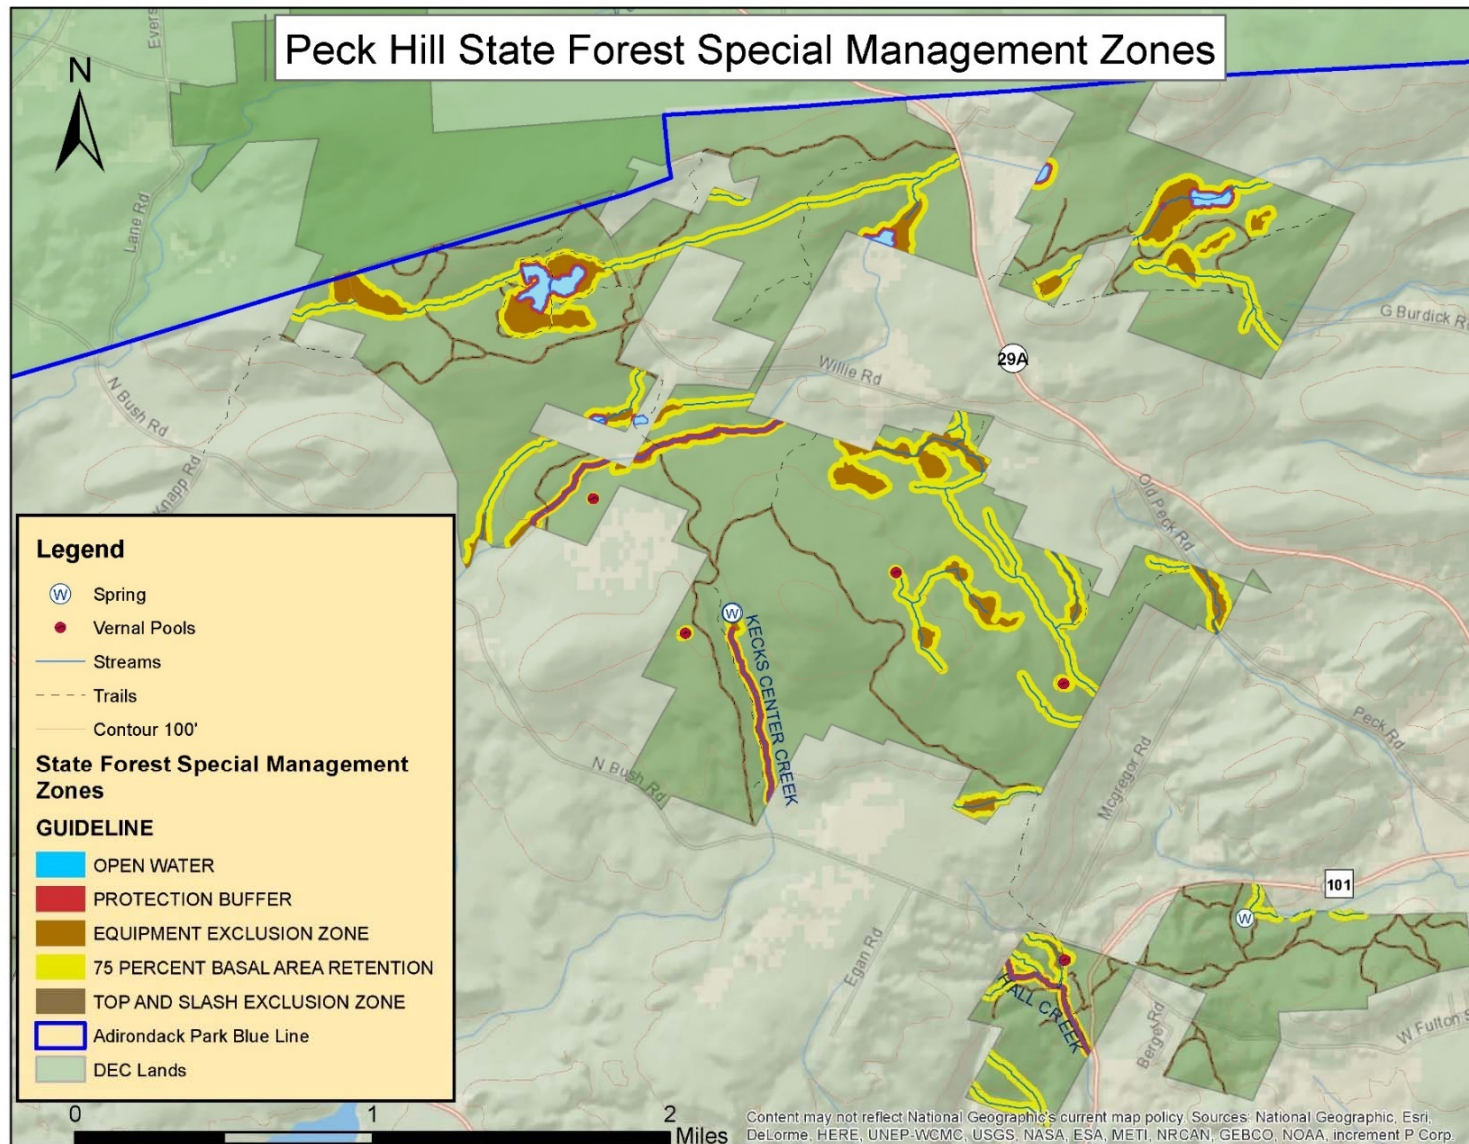 Peck Hill State Forest Special Management Zones
N
Evers
Lane Rd
29A
Willie Rd
G Burdick Rd
N Bush Rd
Knapp Rd
Old Peck Rd
W
KECKS CENTER CREEK
Peck Rd
Mcgregor Rd
N Bush Rd
101
W
Egan Rd
HALL CREEK
Berge Rd
W Fulton S
Legend
W Spring
Vernal Pools
Streams
Trails
Contour 100'
State Forest Special Management
Zones
GUIDELINE
OPEN WATER
PROTECTION BUFFER
EQUIPMENT EXCLUSION ZONE
75 PERCENT BASAL AREA RETENTION
TOP AND SLASH EXCLUSION ZONE
Adirondack Park Blue Line
DEC Lands
0 1 2
Miles
Content may not reflect National Geographic's current map policy. Sources: National Geographic, Esri,
DeLorme, HERE, UNEP-WCMC, USGS, NASA, ESA, METI, NRCAN, GEBCO, NOAA, increment P Corp.